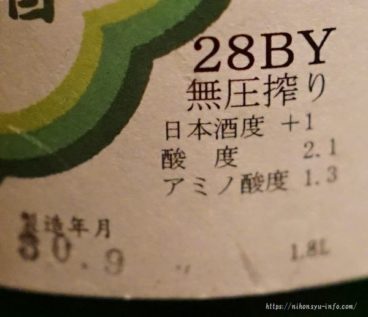 28BY
無圧搾り
日本酒度 +1
酸度 2.1
アミノ酸度 1.3
製造年月
30.9
1.8L
https://nihonsyu-info.com/